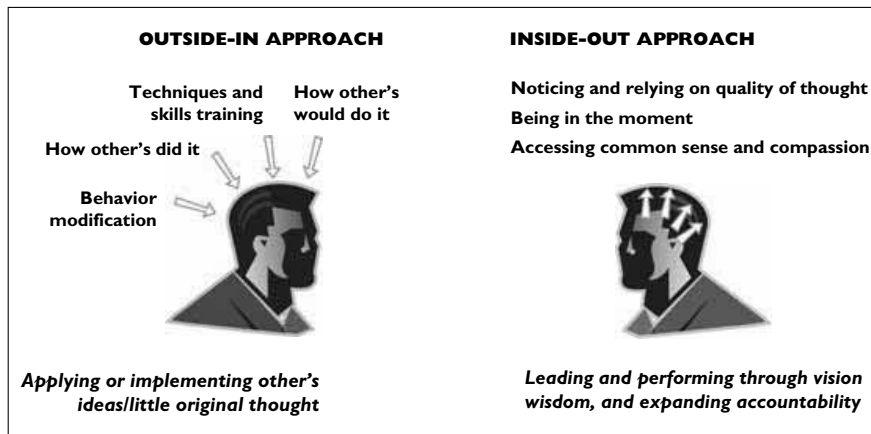 OUTSIDE-IN APPROACH
Techniques and
skills training
How other's
would do it
How other's did it
Behavior
modification
Applying or implementing other's
ideas/little original thought
INSIDE-OUT APPROACH
Noticing and relying on quality of thought
Being in the moment
Accessing common sense and compassion
Leading and performing through vision
wisdom, and expanding accountability